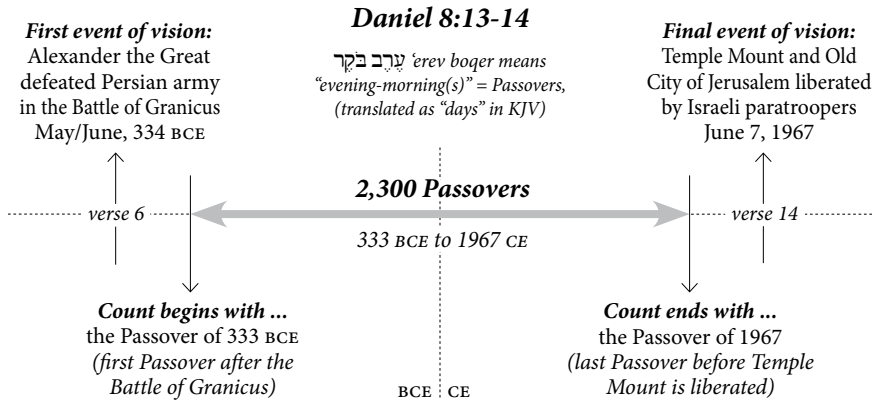 Daniel 8:13-14
First event of vision:
Alexander the Great
defeated Persian army
in the Battle of Granicus
May/June, 334 BCE
עֶרֶב בֹּקֶר ‘erev boqer means
“evening-morning(s)” = Passovers,
(translated as “days” in KJV)
Final event of vision:
Temple Mount and Old
City of Jerusalem liberated
by Israeli paratroopers
June 7, 1967
2,300 Passovers
verse 6
verse 14
333 BCE to 1967 CE
Count begins with ...
the Passover of 333 BCE
(first Passover after the
Battle of Granicus)
Count ends with ...
the Passover of 1967
(last Passover before Temple
Mount is liberated)
BCE CE